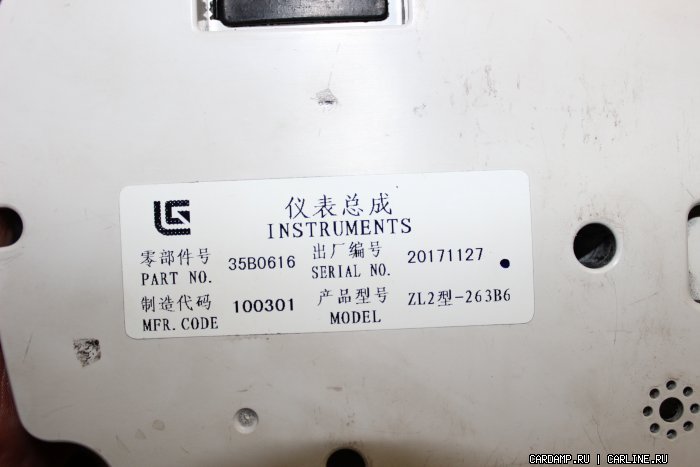 LG
仪表总成
INSTRUMENTS
零部件号 35B0616 出厂编号 20171127
PART NO. SERIAL NO.
制造代码 100301 产品型号 ZL2型-263B6
MFR. CODE MODEL
CARDAMP.RU | CARLINE.RU